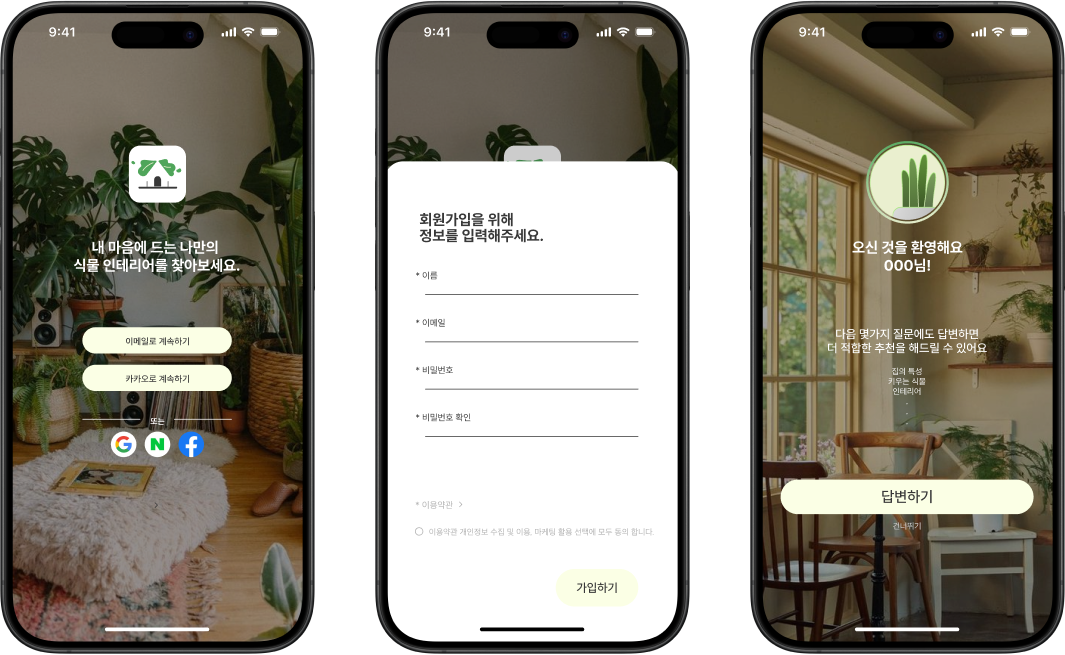 9:41
내 마음에 드는 나만의
식물 인테리어를 찾아보세요.
이메일로 계속하기
카카오로 계속하기
또는
G N f
9:41
회원가입을 위해
정보를 입력해주세요.
* 이름
* 이메일
* 비밀번호
* 비밀번호 확인
* 이용약관 >
이용약관 개인정보 수집 및 이용, 마케팅 활용 선택에 모두 동의 합니다.
가입하기
9:41
오신 것을 환영해요
OOO님!
다음 몇가지 질문에도 답변하면
더 적합한 추천을 해드릴 수 있어요
집의 특성
키우는 식물
인테리어
.
.
답변하기
건너뛰기